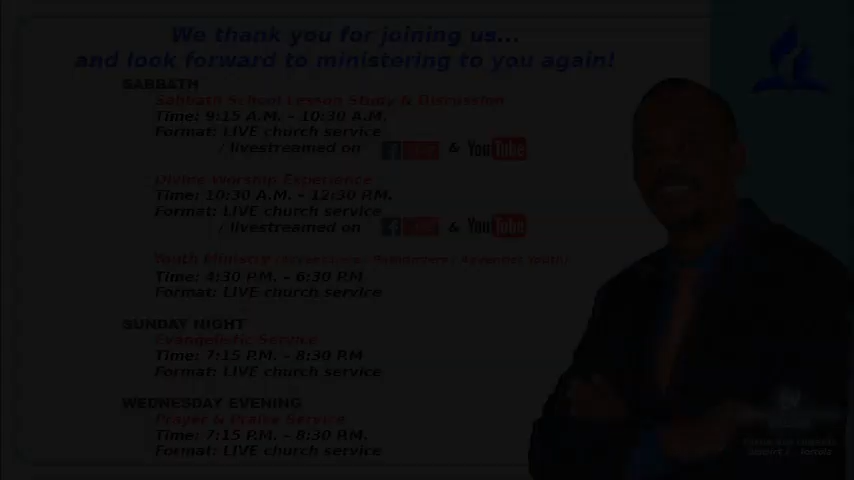 We thank you for joining us...
and look forward to ministering to you again!
SABBATH
Sabbath School Lesson Study & Discussion
Time: 9:15 A.M. - 10:30 A.M.
Format: LIVE church service
/ livestreamed on & YouTube
Divine Worship Experience
Time: 10:30 A.M. - 12:30 P.M.
Format: LIVE church service
/ livestreamed on & YouTube
Youth Ministry
Time: 4:30 P.M. - 6:30 P.M
Format: LIVE church service
SUNDAY NIGHT
Evangelistic Service
Time: 7:15 P.M. - 8:30 P.M
Format: LIVE church service
WEDNESDAY EVENING
Prayer & Praise Service
Time: 7:15 P.M. - 8:30 P.M.
Format: LIVE church service